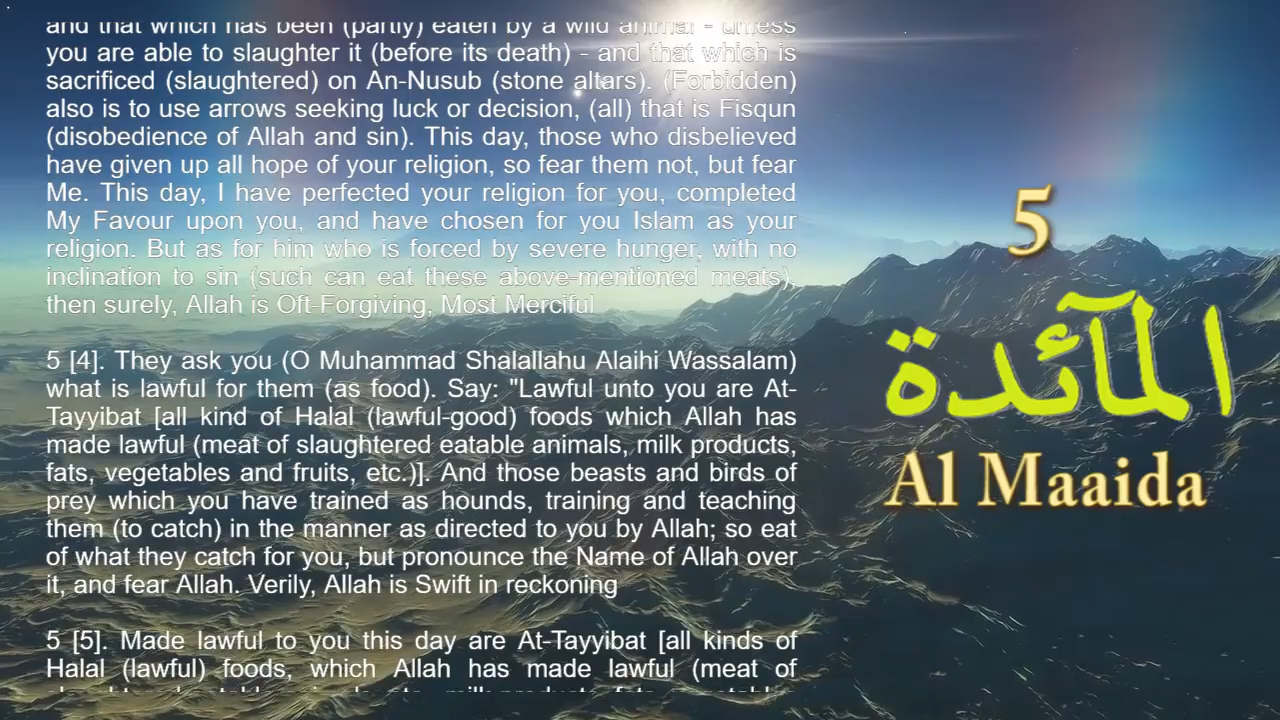 and that which has been (partly) eaten by a wild animal - unless
you are able to slaughter it (before its death) - and that which is
sacrificed (slaughtered) on An-Nusub (stone altars). (Forbidden)
also is to use arrows seeking luck or decision, (all) that is Fisqun
(disobedience of Allah and sin). This day, those who disbelieved
have given up all hope of your religion, so fear them not, but fear
Me. This day, I have perfected your religion for you, completed
My Favour upon you, and have chosen for you Islam as your
religion. But as for him who is forced by severe hunger, with no
inclination to sin (such can eat these above-mentioned meats),
then surely, Allah is Oft-Forgiving, Most Merciful
5 [4]. They ask you (O Muhammad Shalallahu Alaihi Wassalam)
what is lawful for them (as food). Say: "Lawful unto you are At-
Tayyibat [all kind of Halal (lawful-good) foods which Allah has
made lawful (meat of slaughtered eatable animals, milk products,
fats, vegetables and fruits, etc.)]. And those beasts and birds of
prey which you have trained as hounds, training and teaching
them (to catch) in the manner as directed to you by Allah; so eat
of what they catch for you, but pronounce the Name of Allah over
it, and fear Allah. Verily, Allah is Swift in reckoning
5 [5]. Made lawful to you this day are At-Tayyibat [all kinds of
Halal (lawful) foods, which Allah has made lawful (meat of
5
المآئدة
Al Maaida